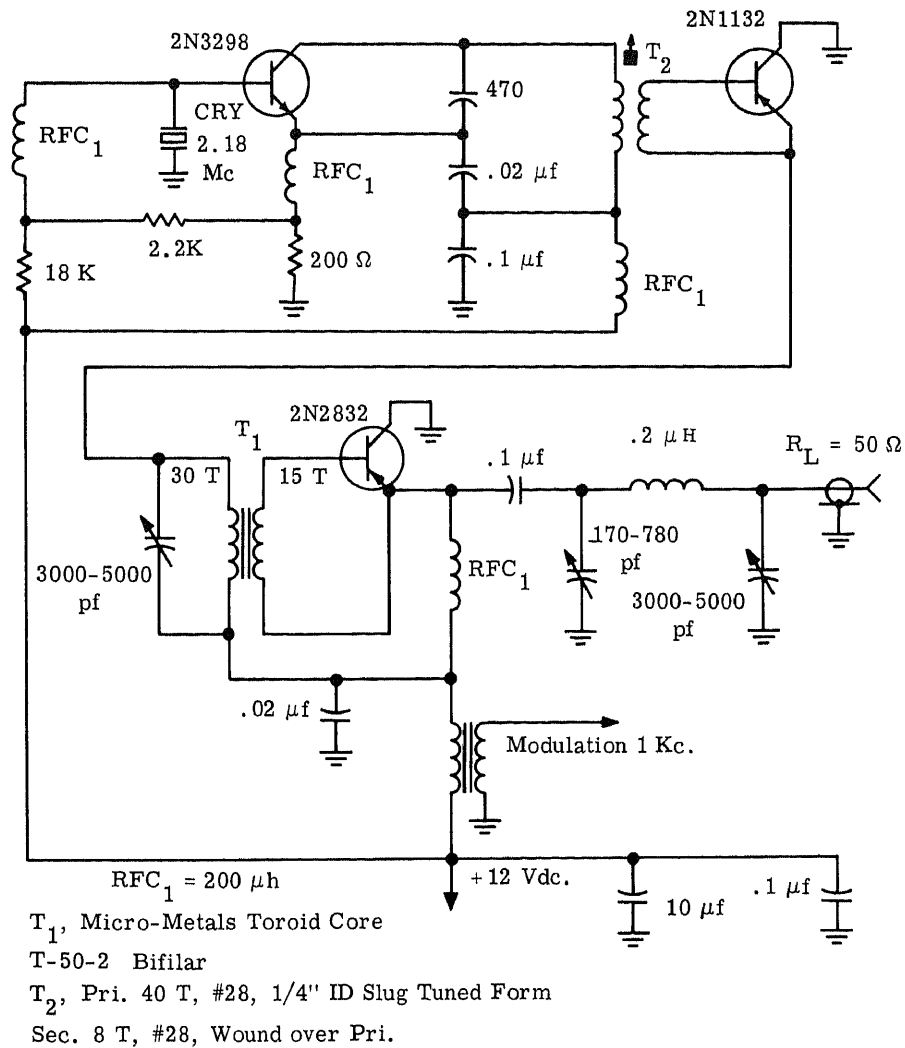 2N1132
2N3298
T2
470
RFC1
CRY
2.18
Mc
RFC1
.02 μf
2.2K
18 K
200 Ω
.1 μf
RFC1
2N2832
T1
30 T
15 T
.1 μf
.2 μH
RL = 50 Ω
170-780
pf
3000-5000
pf
RFC1
3000-5000
pf
.02 μf
Modulation 1 Kc.
RFC1 = 200 μh
+12 Vdc.
10 μf
.1 μf
T1, Micro-Metals Toroid Core
T-50-2 Bifilar
T2, Pri. 40 T, #28, 1/4" ID Slug Tuned Form
Sec. 8 T, #28, Wound over Pri.